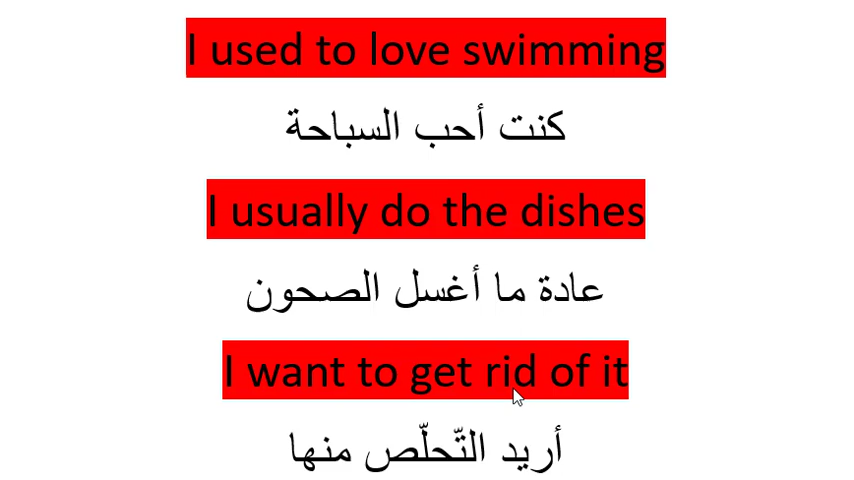 I used to love swimming
كنت أحب السباحة
I usually do the dishes
عادة ما أغسل الصحون
I want to get rid of it
أريد التّحلّص منها